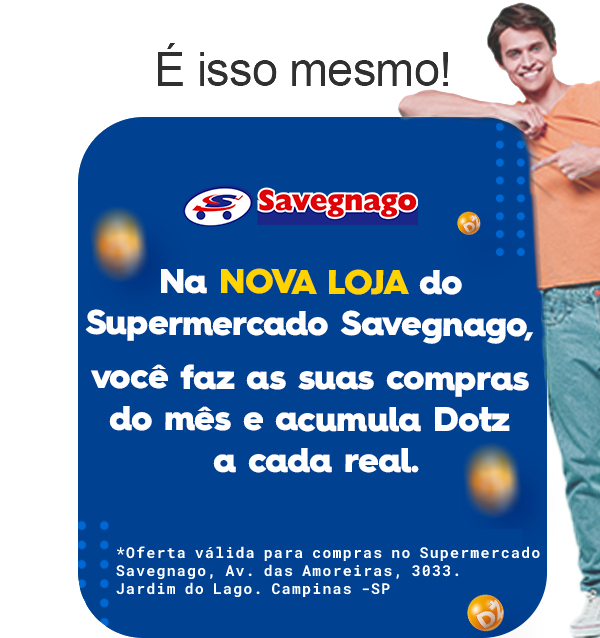 É isso mesmo!
Savegnago
Na NOVA LOJA do
Supermercado Savegnago,
você faz as suas compras
do mês e acumula Dotz
a cada real.
*Oferta válida para compras no Supermercado
Savegnago, Av. das Amoreiras, 3033.
Jardim do Lago. Campinas -SP